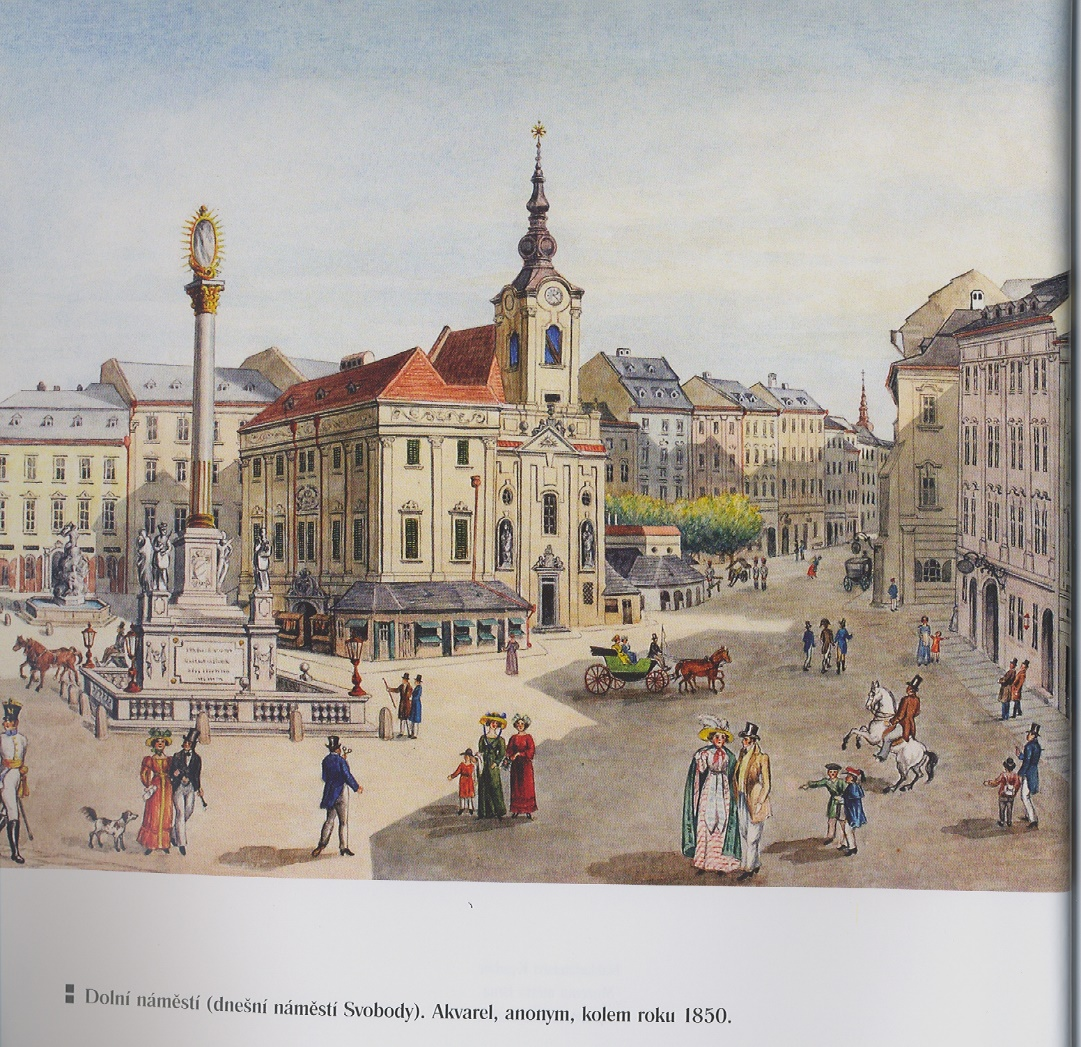 Dolní náměstí (dnešní náměstí Svobody). Akvarel, anonym, kolem roku 1850.